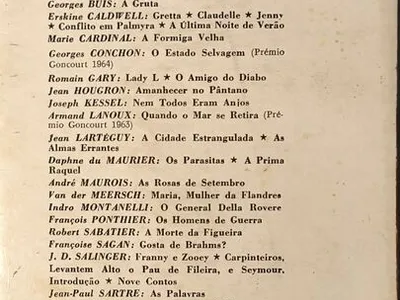 Georges BUIS: A Gruta
Erskine CALDWELL: Gretta ★ Claudelle ★ Jenny
★ Conflito em Palmyra ★ A Última Noite de Verão
Marie CARDINAL: A Formiga Velha
Georges CONCHON: O Estado Selvagem (Prémio
Goncourt 1964)
Romain GARY: Lady L ★ O Amigo do Diabo
Jean HOUGRON: Amanhecer no Pântano
Joseph KESSEL: Nem Todos Eram Anjos
Armand LANOUX: Quando o Mar se Retira (Pré-
mio Goncourt 1963)
Jean LARTÉGUY: A Cidade Estrangulada ★ As
Almas Errantes
Daphne du MAURIER: Os Parasitas ★ A Prima
Raquel
André MAUROIS: As Rosas de Setembro
Van der MEERSCH: Maria, Mulher da Flandres
Indro MONTANELLI: O General Della Rovere
François PONTHIER: Os Homens de Guerra
Robert SABATIER: A Morte da Figueira
Françoise SAGAN: Gosta de Brahms?
J. D. SALINGER: Franny e Zooey ★ Carpinteiros,
Levantem Alto o Pau de Fileira, e Seymour,
Introdução ★ Nove Contos
Jean-Paul SARTRE: As Palavras